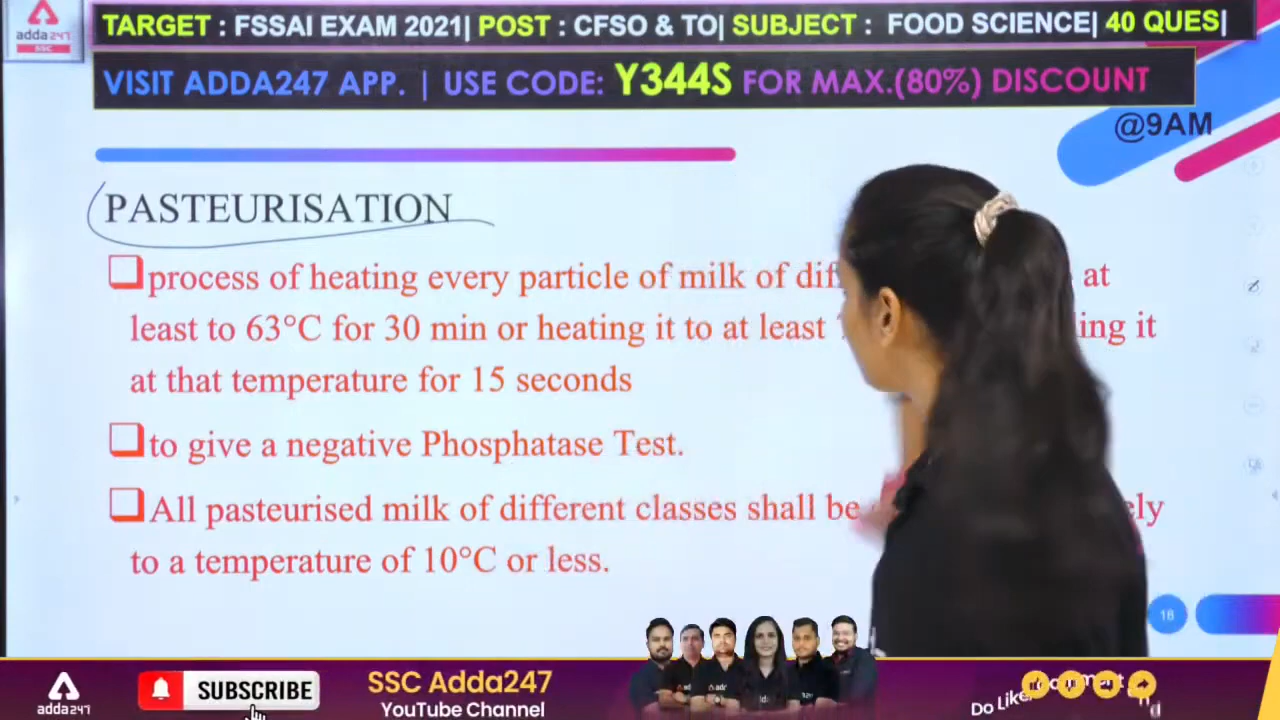 adda247
SSC
TARGET : FSSAI EXAM 2021| POST : CFSO & TO| SUBJECT : FOOD SCIENCE| 40 QUES|
VISIT ADDA247 APP. | USE CODE: Y344S FOR MAX.(80%) DISCOUNT
@9AM
PASTEURISATION
process of heating every particle of milk of at
least to 63°C for 30 min or heating it to at least it
at that temperature for 15 seconds
to give a negative Phosphatase Test.
All pasteurised milk of different classes shall be
to a temperature of 10°C or less.
18
adda247
SUBSCRIBE
SSC Adda247
YouTube Channel
Do Like